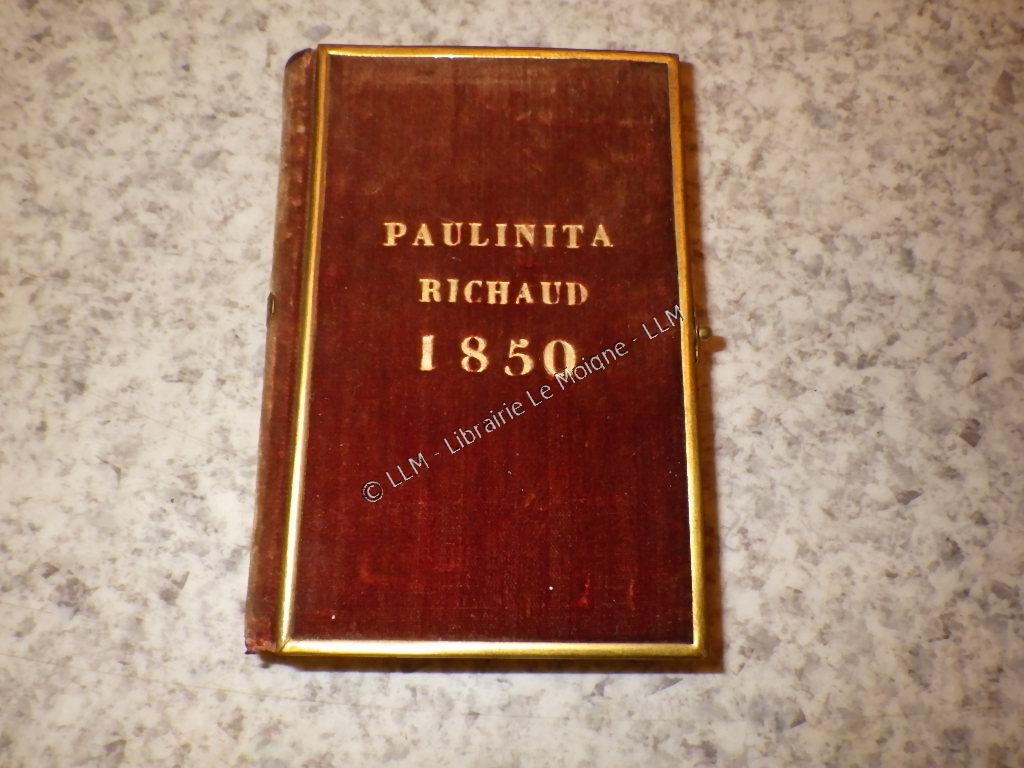 PAULINITA
RICHAUD
1850
© LLM - Librairie Le Moigne - LLM